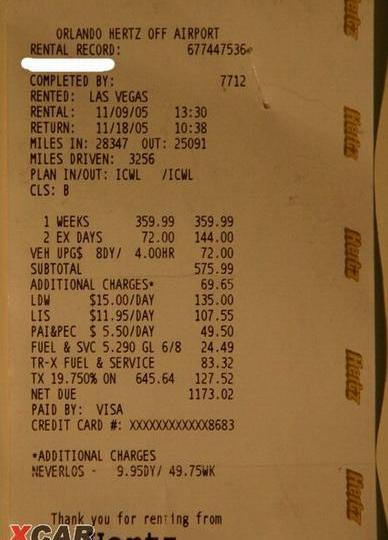 ORLANDO HERTZ OFF AIRPORT
RENTAL RECORD: 677447536
COMPLETED BY: 7712
RENTED: LAS VEGAS
RENTAL: 11/09/05 13:30
RETURN: 11/18/05 10:38
MILES IN: 28347 OUT: 25091
MILES DRIVEN: 3256
PLAN IN/OUT: ICWL /ICWL
CLS: B
1 WEEKS 359.99 359.99
2 EX DAYS 72.00 144.00
VEH UPG$ 8DY/ 4.00HR 72.00
SUBTOTAL 575.99
ADDITIONAL CHARGES* 69.65
LDW $15.00/DAY 135.00
LIS $11.95/DAY 107.55
PAI&PEC $ 5.50/DAY 49.50
FUEL & SVC 5.290 GL 6/8 24.49
TR-X FUEL & SERVICE 83.32
TX 19.750% ON 645.64 127.52
NET DUE 1173.02
PAID BY: VISA
CREDIT CARD #: XXXXXXXXXXXX8683
*ADDITIONAL CHARGES
NEVERLOS - 9.95DY/ 49.75WK
Thank you for renting from
Hertz
XCAR
Hertz
Hertz
Hertz
Hertz
Hertz
Hertz